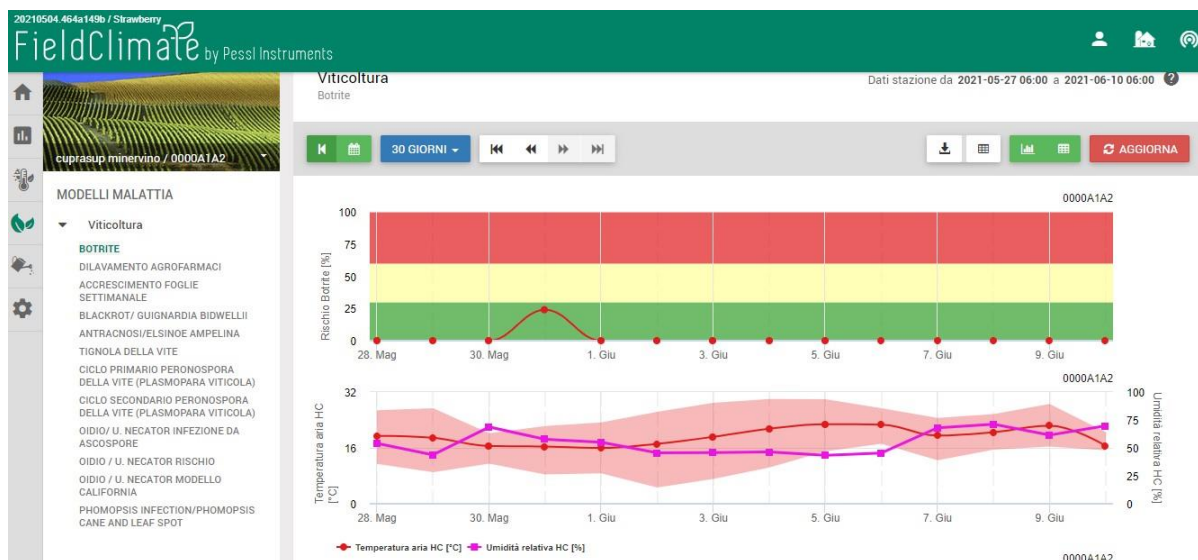 20210504.464a149b / Strawberry
FieldClimate by Pessl Instruments
cuprasup minervino / 0000A1A2
MODELLI MALATTIA
Viticoltura
BOTRITE
DILAVAMENTO AGROFARMACI
ACCRESCIMENTO FOGLIE
SETTIMANALE
BLACKROT/ GUIGNARDIA BIDWELLII
ANTRACNOSI/ELSINOE AMPELINA
TIGNOLA DELLA VITE
CICLO PRIMARIO PERONOSPORA
DELLA VITE (PLASMOPARA VITICOLA)
CICLO SECONDARIO PERONOSPORA
DELLA VITE (PLASMOPARA VITICOLA)
OIDIO/ U. NECATOR INFEZIONE DA
ASCOSPORE
OIDIO / U. NECATOR RISCHIO
OIDIO / U. NECATOR MODELLO
CALIFORNIA
PHOMOPSIS INFECTION/PHOMOPSIS
CANE AND LEAF SPOT
Viticoltura
Botrite
Dati stazione da 2021-05-27 06:00 a 2021-06-10 06:00
30 GIORNI
AGGIORNA
0000A1A2
Rischio Botrite [%]
100
75
50
25
0
28. Mag 30. Mag 1. Giu 3. Giu 5. Giu 7. Giu 9. Giu
0000A1A2
Temperatura aria HC
[°C]
32
16
0
100
75
50
25
0
Umidità relativa HC [%]
28. Mag 30. Mag 1. Giu 3. Giu 5. Giu 7. Giu 9. Giu
Temperatura aria HC [°C] Umidità relativa HC [%]
0000A1A2